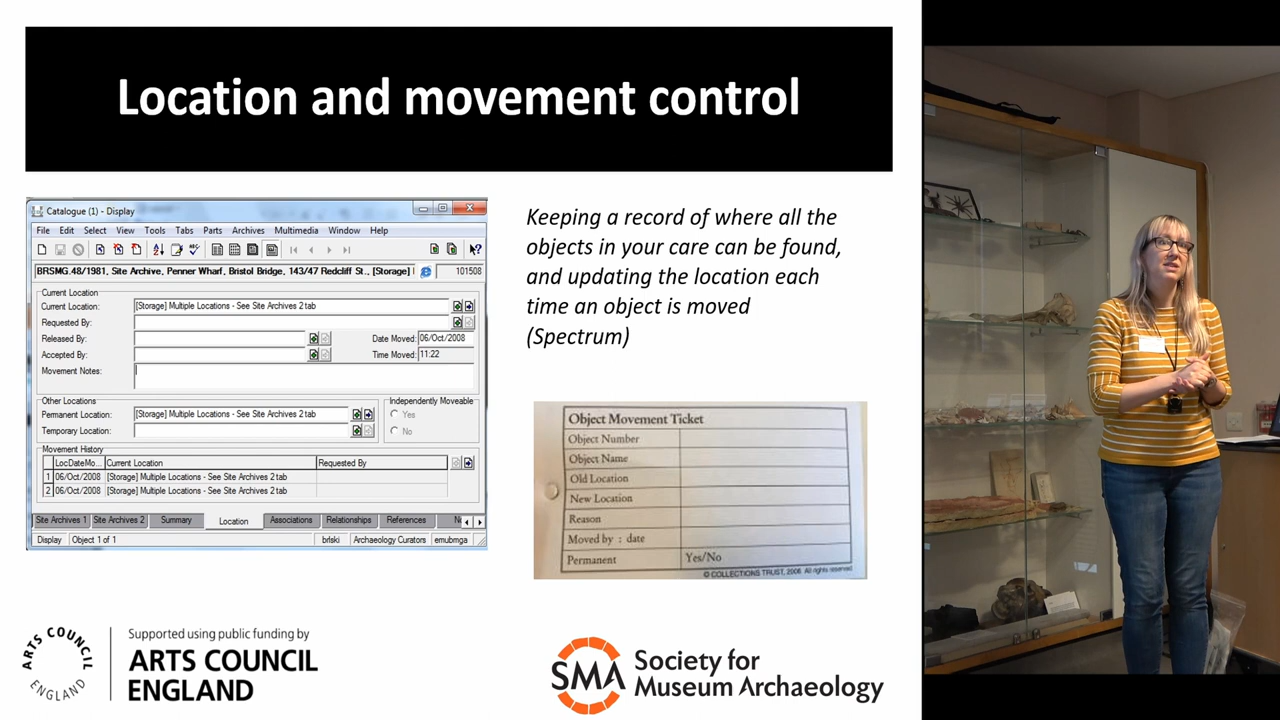 Location and movement control
Catalogue (1) - Display
File Edit Select View Tools Tabs Parts Archives Multimedia Window Help
BRSMG.48/1981, Site Archive, Penner Wharf, Bristol Bridge, 143/47 Redcliff St., [Storage] 101508
Current Location
Current Location: [Storage] Multiple Locations - See Site Archives 2 tab
Requested By:
Released By: Date Moved: 06/Oct/2008
Accepted By: Time Moved: 11:22
Movement Notes:
Other Locations Independently Moveable
Permanent Location: [Storage] Multiple Locations - See Site Archives 2 tab Yes
Temporary Location: No
Movement History
LocDateMo... Current Location Requested By
1 06/Oct/2008 [Storage] Multiple Locations - See Site Archives 2 tab
2 06/Oct/2008 [Storage] Multiple Locations - See Site Archives 2 tab
Site Archives 1 Site Archives 2 Summary Location Associations Relationships References
Display Object 1 of 1 brlski Archaeology Curators emubmga
Keeping a record of where all the
objects in your care can be found,
and updating the location each
time an object is moved
(Spectrum)
Object Movement Ticket
Object Number
Object Name
Old Location
New Location
Reason
Moved by : date
Permanent Yes/No
© COLLECTIONS TRUST, 2008. All rights reserved
ARTS COUNCIL
ENGLAND
Supported using public funding by
ARTS COUNCIL
ENGLAND
SMA
Society for
Museum Archaeology